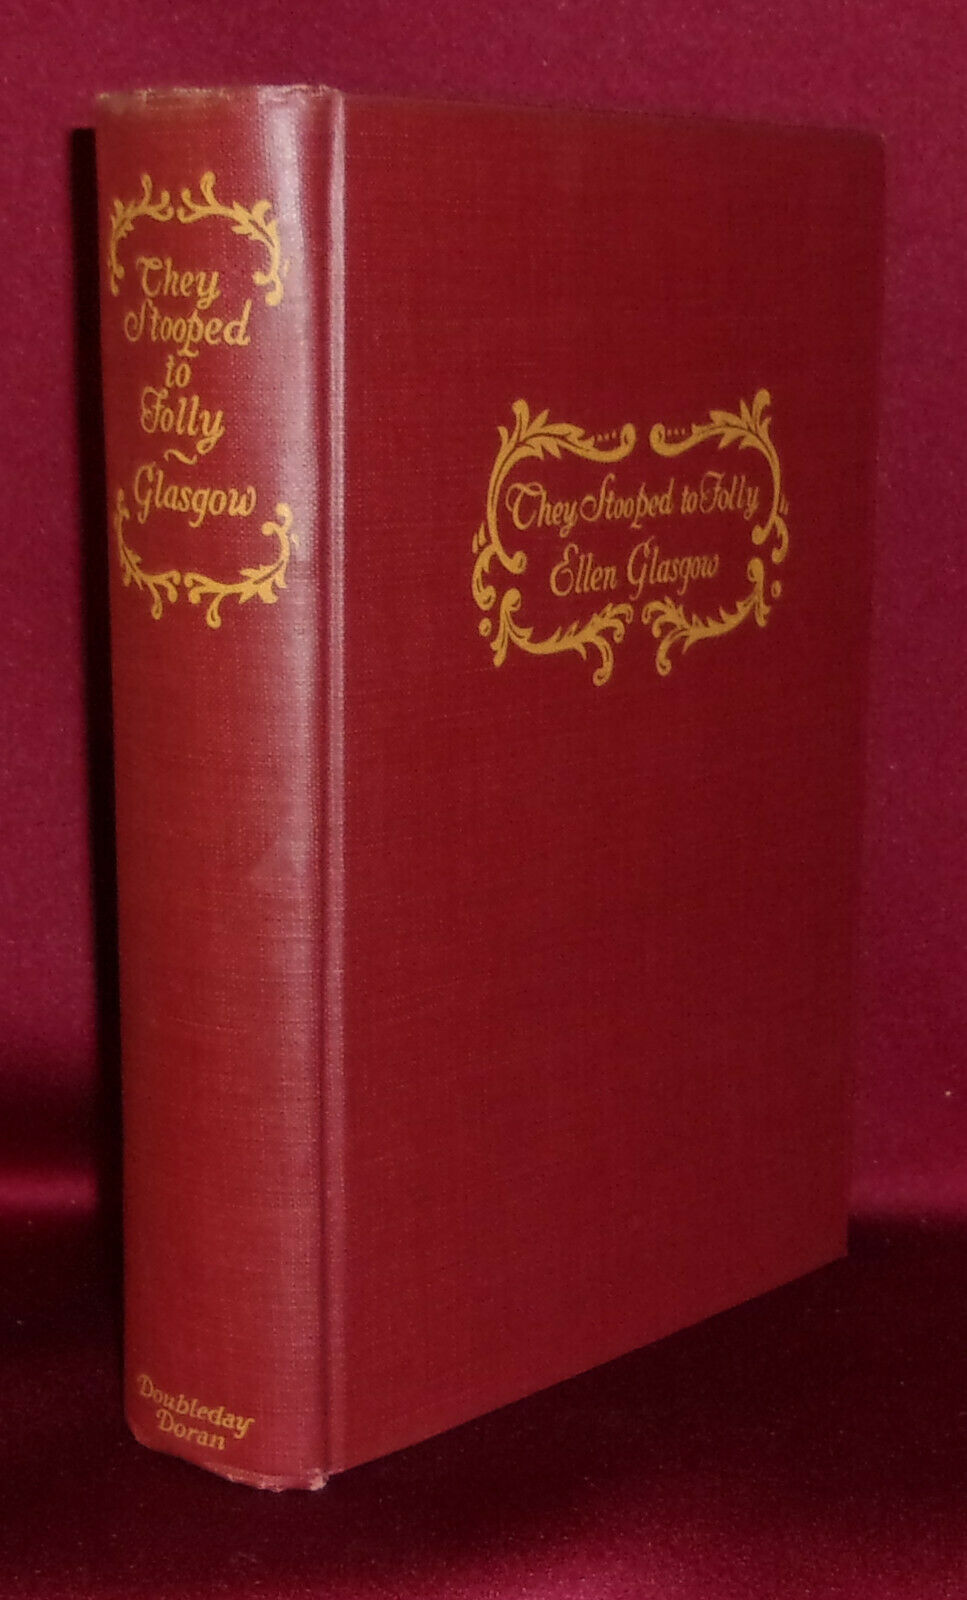 They
Stooped
to
Folly
~
Glasgow
Doubleday
Doran
They Stooped to Folly
Ellen Glasgow